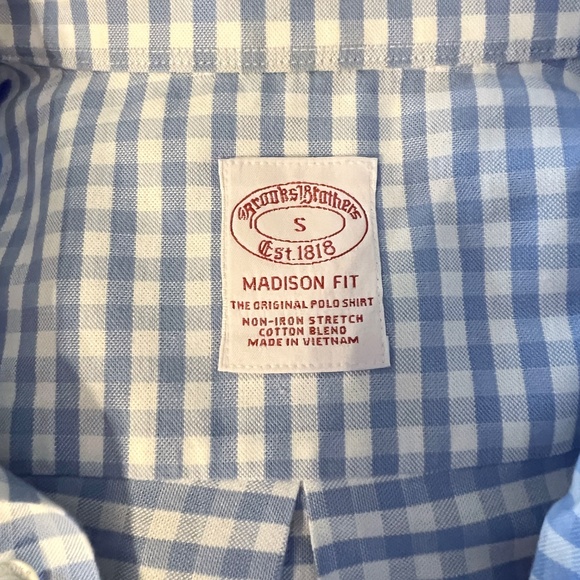 Brooks Brothers
S
Est. 1818
MADISON FIT
THE ORIGINAL POLO SHIRT
NON-IRON STRETCH
COTTON BLEND
MADE IN VIETNAM